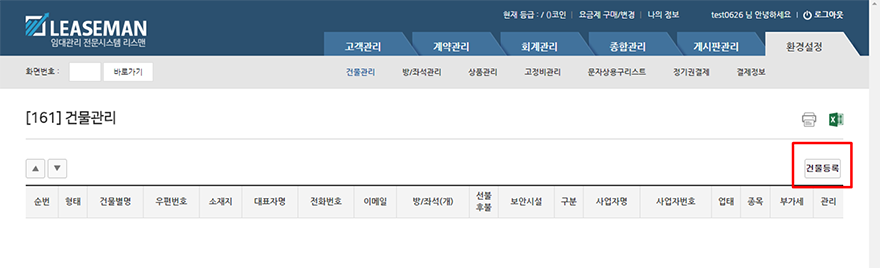 현재 등급 : / ()코인 | 요금제 구매/변경 | 나의 정보 test0626 님 안녕하세요 | 로그아웃
LEASEMAN
임대관리 전문시스템 리스맨
고객관리 계약관리 회계관리 종합관리 게시판관리 환경설정
화면번호 : 바로가기 건물관리 방/좌석관리 상품관리 고정비관리 문자상용구리스트 정기권결제 결제정보
[161] 건물관리
▲ ▼ 건물등록
순번 형태 건물별명 우편번호 소재지 대표자명 전화번호 이메일 방/좌석(개) 선불 보안시설 구분 사업자명 사업자번호 업태 종목 부가세 관리
후불